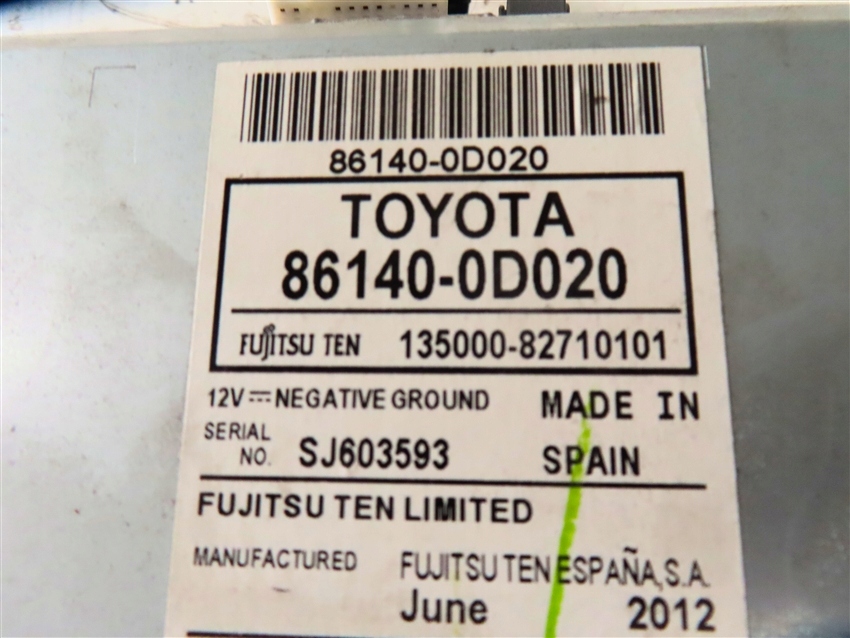 86140-0D020
TOYOTA
86140-0D020
FUJITSU TEN 135000-82710101
12V NEGATIVE GROUND MADE IN
SERIAL
NO. SJ603593 SPAIN
FUJITSU TEN LIMITED
MANUFACTURED FUJITSU TEN ESPAÑA, S.A.
June 2012